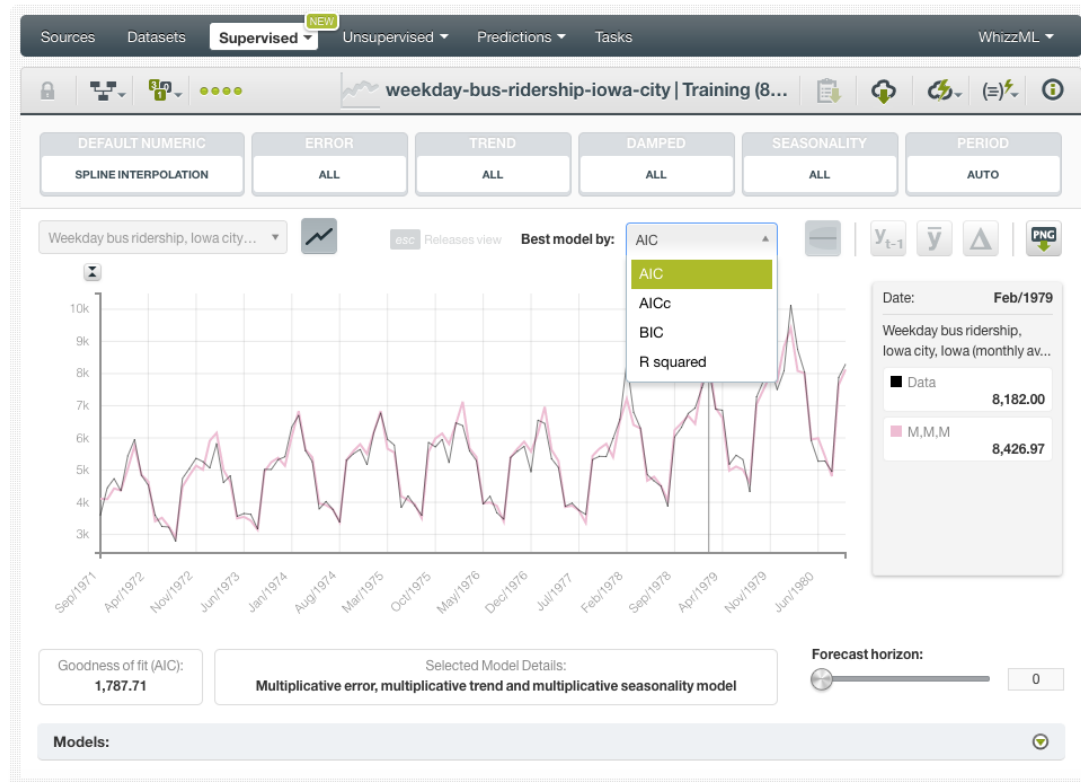 NEW
Sources Datasets Supervised Unsupervised Predictions Tasks WhizzML
weekday-bus-ridership-iowa-city | Training (8...
DEFAULT NUMERIC ERROR TREND DAMPED SEASONALITY PERIOD
SPLINE INTERPOLATION ALL ALL ALL ALL AUTO
Weekday bus ridership, Iowa city... esc Releases view Best model by: AIC yt-1 y Δ PNG
AIC
AICc
BIC
R squared
Date: Feb/1979
Weekday bus ridership,
Iowa city, Iowa (monthly av...
Data
8,182.00
M,M,M
8,426.97
10k
9k
8k
7k
6k
5k
4k
3k
Sep/1971 Apr/1972 Nov/1972 Jun/1973 Jan/1974 Aug/1974 Mar/1975 Oct/1975 May/1976 Dec/1976 Jul/1977 Feb/1978 Sep/1978 Apr/1979 Nov/1979 Jun/1980
Goodness of fit (AIC):
1,787.71
Selected Model Details:
Multiplicative error, multiplicative trend and multiplicative seasonality model
Forecast horizon:
0
Models: